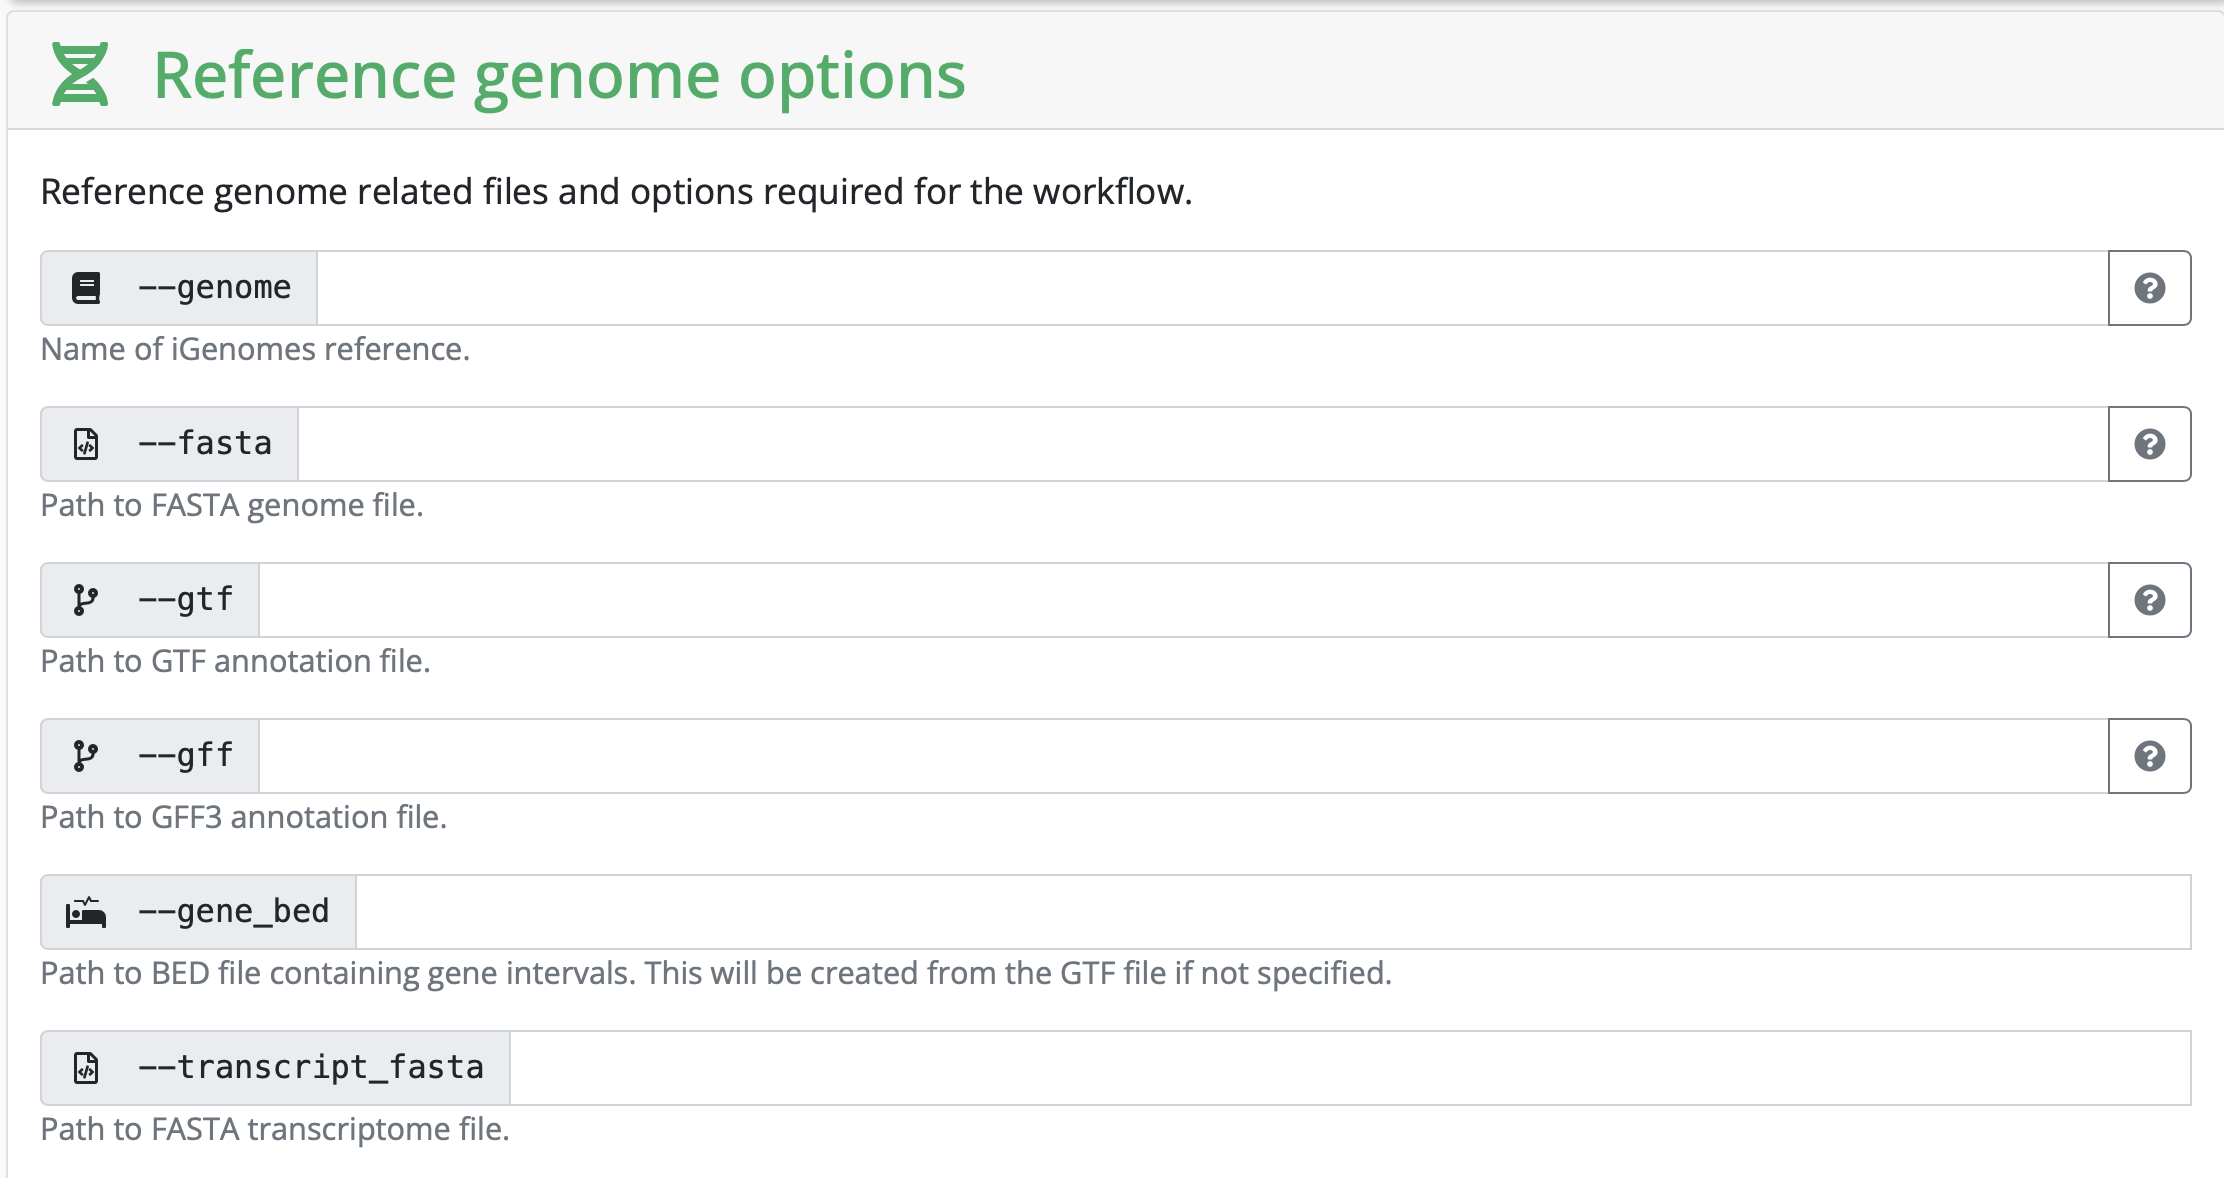 Reference genome options
Reference genome related files and options required for the workflow.
--genome
Name of iGenomes reference.
--fasta
Path to FASTA genome file.
--gtf
Path to GTF annotation file.
--gff
Path to GFF3 annotation file.
--gene_bed
Path to BED file containing gene intervals. This will be created from the GTF file if not specified.
--transcript_fasta
Path to FASTA transcriptome file.